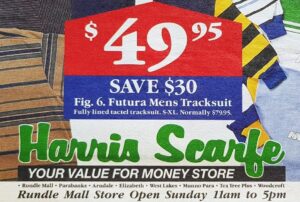 $49.95
SAVE $30
Fig. 6. Futura Mens Tracksuit
Fully lined tactel tracksuit. S-XL. Normally $79.95.
Harris Scarfe
YOUR VALUE FOR MONEY STORE
• Rundle Mall • Parabanks • Arndale • Elizabeth • West Lakes • Munno Para • Tea Tree Plus • Woodcroft
Rundle Mall Store Open Sunday 11am to 5pm